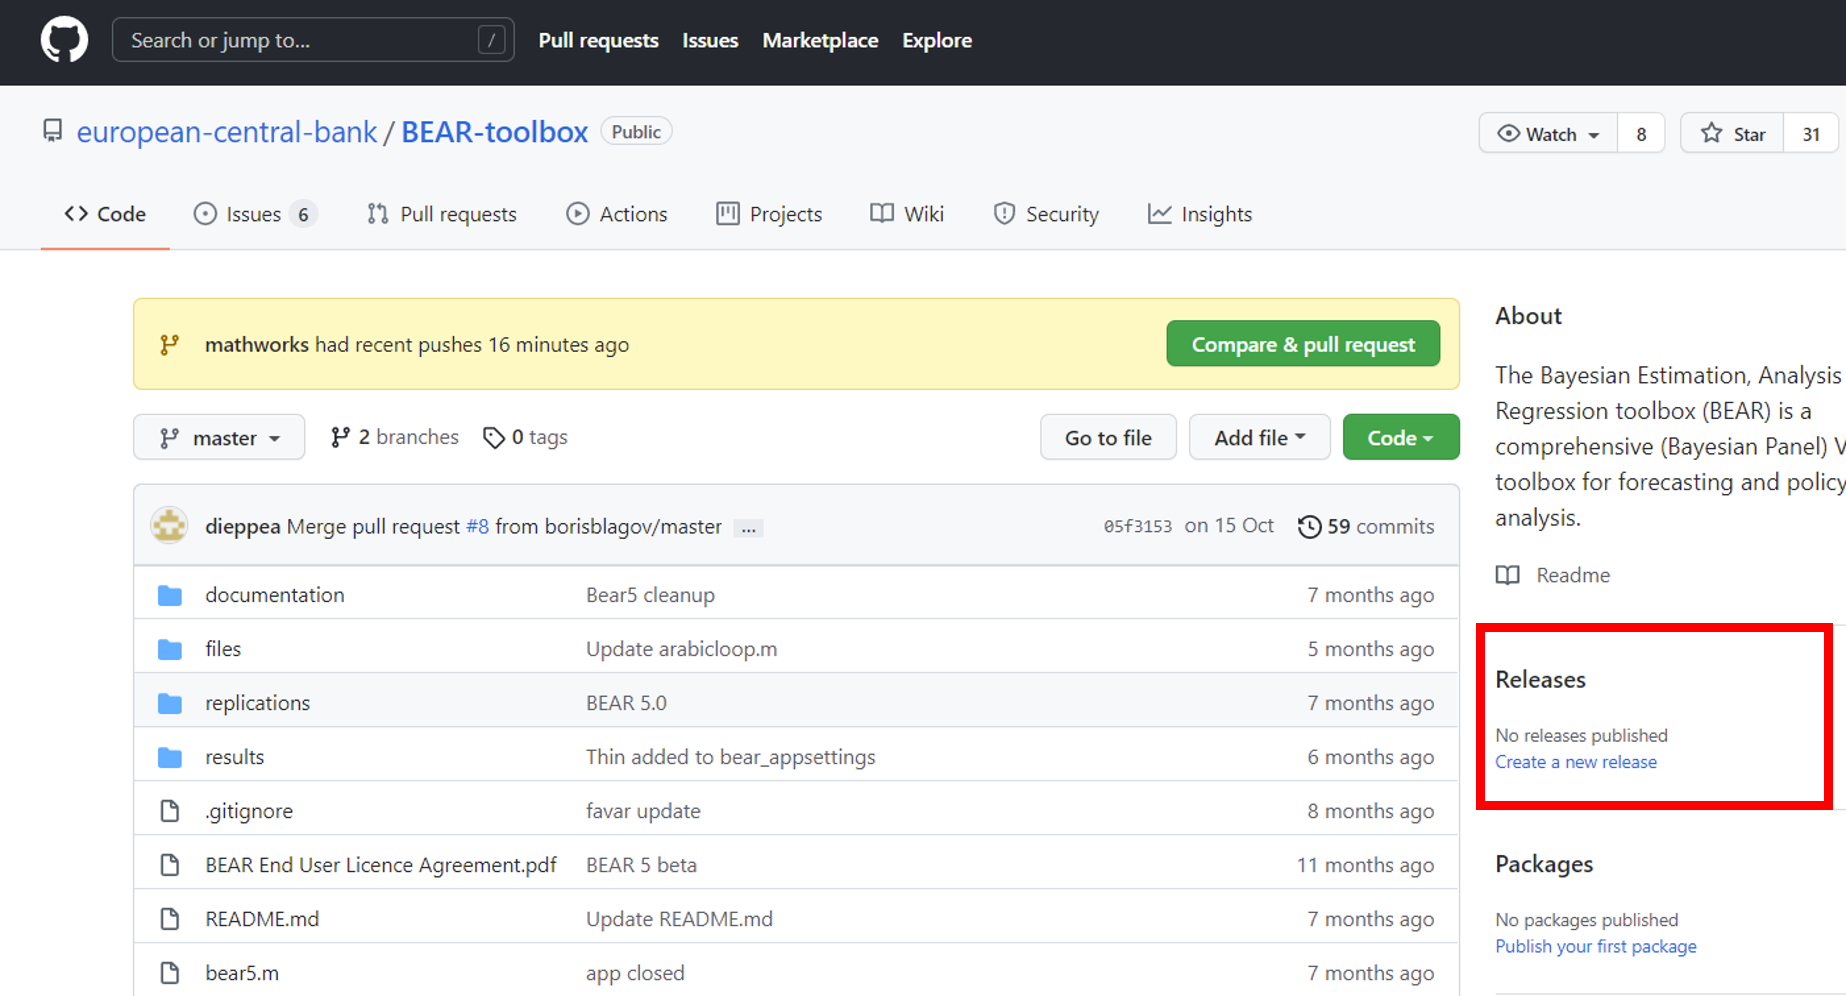 Search or jump to... / Pull requests Issues Marketplace Explore
european-central-bank / BEAR-toolbox Public Watch 8 Star 31
Code Issues 6 Pull requests Actions Projects Wiki Security Insights
mathworks had recent pushes 16 minutes ago Compare & pull request
master 2 branches 0 tags Go to file Add file Code
dieppea Merge pull request #8 from borisblagov/master ... 05f3153 on 15 Oct 59 commits
documentation Bear5 cleanup 7 months ago
files Update arabicloop.m 5 months ago
replications BEAR 5.0 7 months ago
results Thin added to bear_appsettings 6 months ago
.gitignore favar update 8 months ago
BEAR End User Licence Agreement.pdf BEAR 5 beta 11 months ago
README.md Update README.md 7 months ago
bear5.m app closed 7 months ago
About
The Bayesian Estimation, Analysis
Regression toolbox (BEAR) is a
comprehensive (Bayesian Panel) V
toolbox for forecasting and policy
analysis.
Readme
Releases
No releases published
Create a new release
Packages
No packages published
Publish your first package